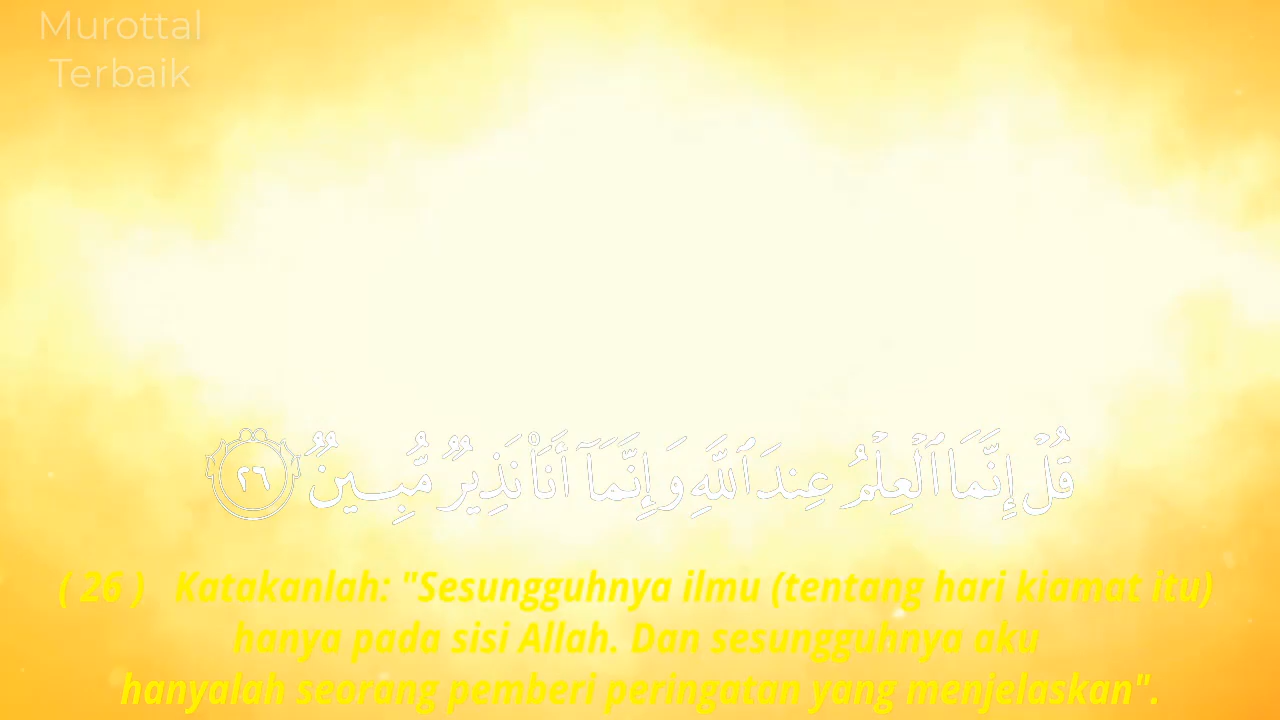 Murottal
Terbaik
قُلْ إِنَّمَا ٱلْعِلْمُ عِندَ ٱللَّهِ وَإِنَّمَآ أَنَا۠ نَذِيرٌ مُّبِينٌ ٢٦
( 26 ) Katakanlah: "Sesungguhnya ilmu (tentang hari kiamat itu)
hanya pada sisi Allah. Dan sesungguhnya aku
hanyalah seorang pemberi peringatan yang menjelaskan".